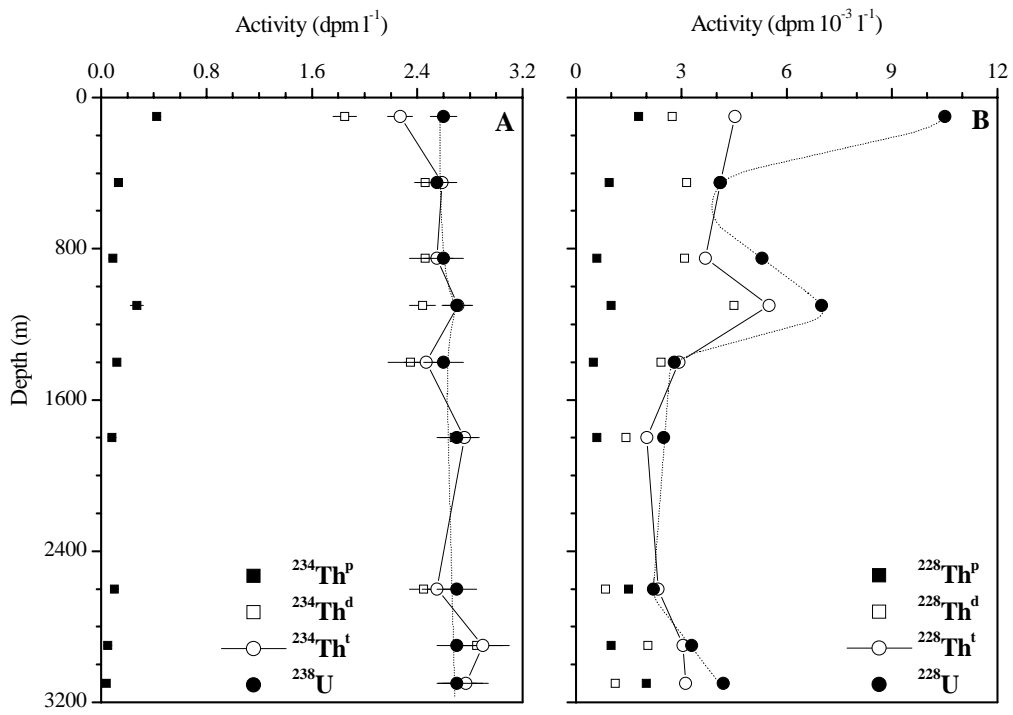 Activity (dpm l⁻¹)
Activity (dpm 10⁻³ l⁻¹)
0.0 0.8 1.6 2.4 3.2
0 3 6 9 12
A
B
Depth (m)
0
800
1600
2400
3200
²³⁴Thᵖ
²³⁴Thᵈ
²³⁴Thᵗ
²³⁸U
²²⁸Thᵖ
²²⁸Thᵈ
²²⁸Thᵗ
²²⁸U